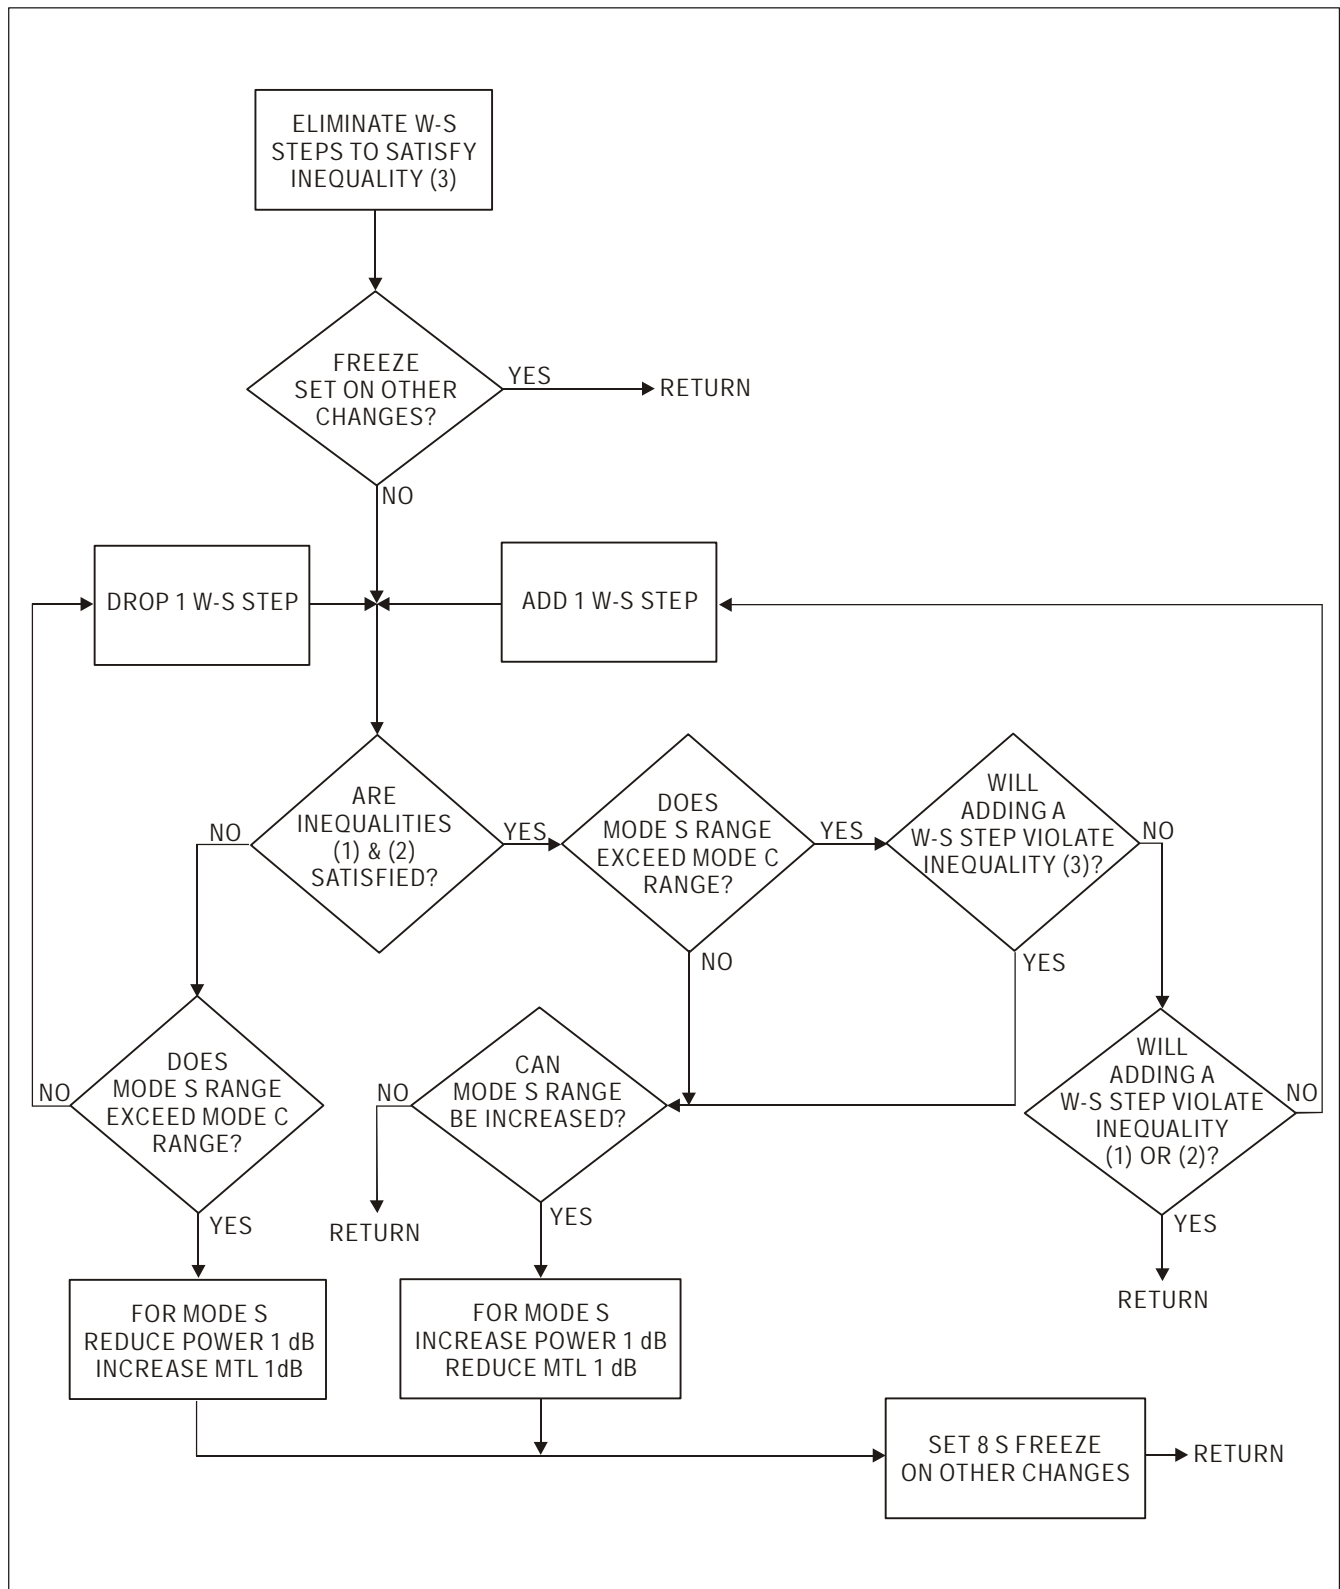 ELIMINATE W-S
STEPS TO SATISFY
INEQUALITY (3)
FREEZE
SET ON OTHER
CHANGES?
YES
RETURN
NO
DROP 1 W-S STEP
ADD 1 W-S STEP
ARE
INEQUALITIES
(1) & (2)
SATISFIED?
NO
YES
DOES
MODE S RANGE
EXCEED MODE C
RANGE?
YES
NO
WILL
ADDING A
W-S STEP VIOLATE
INEQUALITY (3)?
NO
YES
DOES
MODE S RANGE
EXCEED MODE C
RANGE?
NO
YES
CAN
MODE S RANGE
BE INCREASED?
NO
RETURN
YES
WILL
ADDING A
W-S STEP VIOLATE
INEQUALITY
(1) OR (2)?
NO
YES
RETURN
FOR MODE S
REDUCE POWER 1 dB
INCREASE MTL 1dB
FOR MODE S
INCREASE POWER 1 dB
REDUCE MTL 1 dB
SET 8 S FREEZE
ON OTHER CHANGES
RETURN